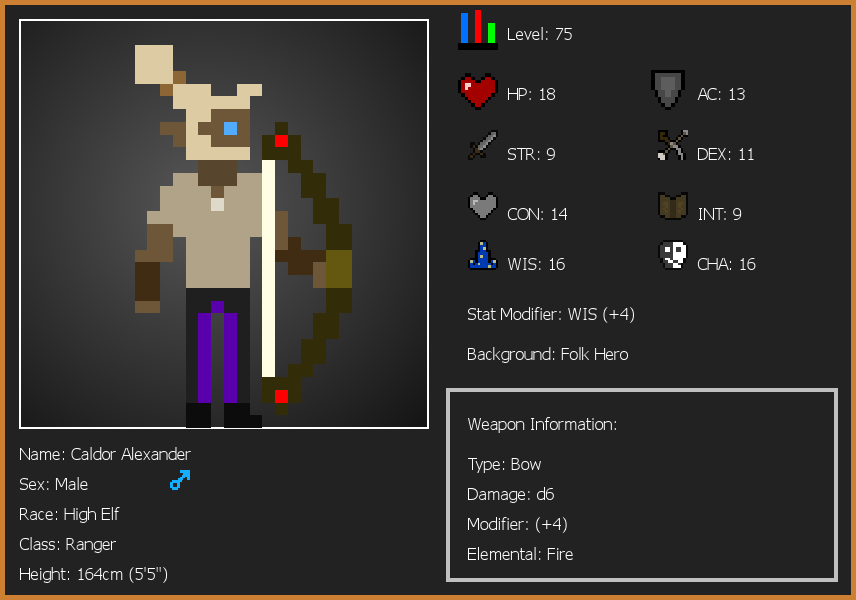 Level: 75
HP: 18
AC: 13
STR: 9
DEX: 11
CON: 14
INT: 9
WIS: 16
CHA: 16
Stat Modifier: WIS (+4)
Background: Folk Hero
Name: Caldor Alexander
Sex: Male
Race: High Elf
Class: Ranger
Height: 164cm (5'5")
Weapon Information:
Type: Bow
Damage: d6
Modifier: (+4)
Elemental: Fire